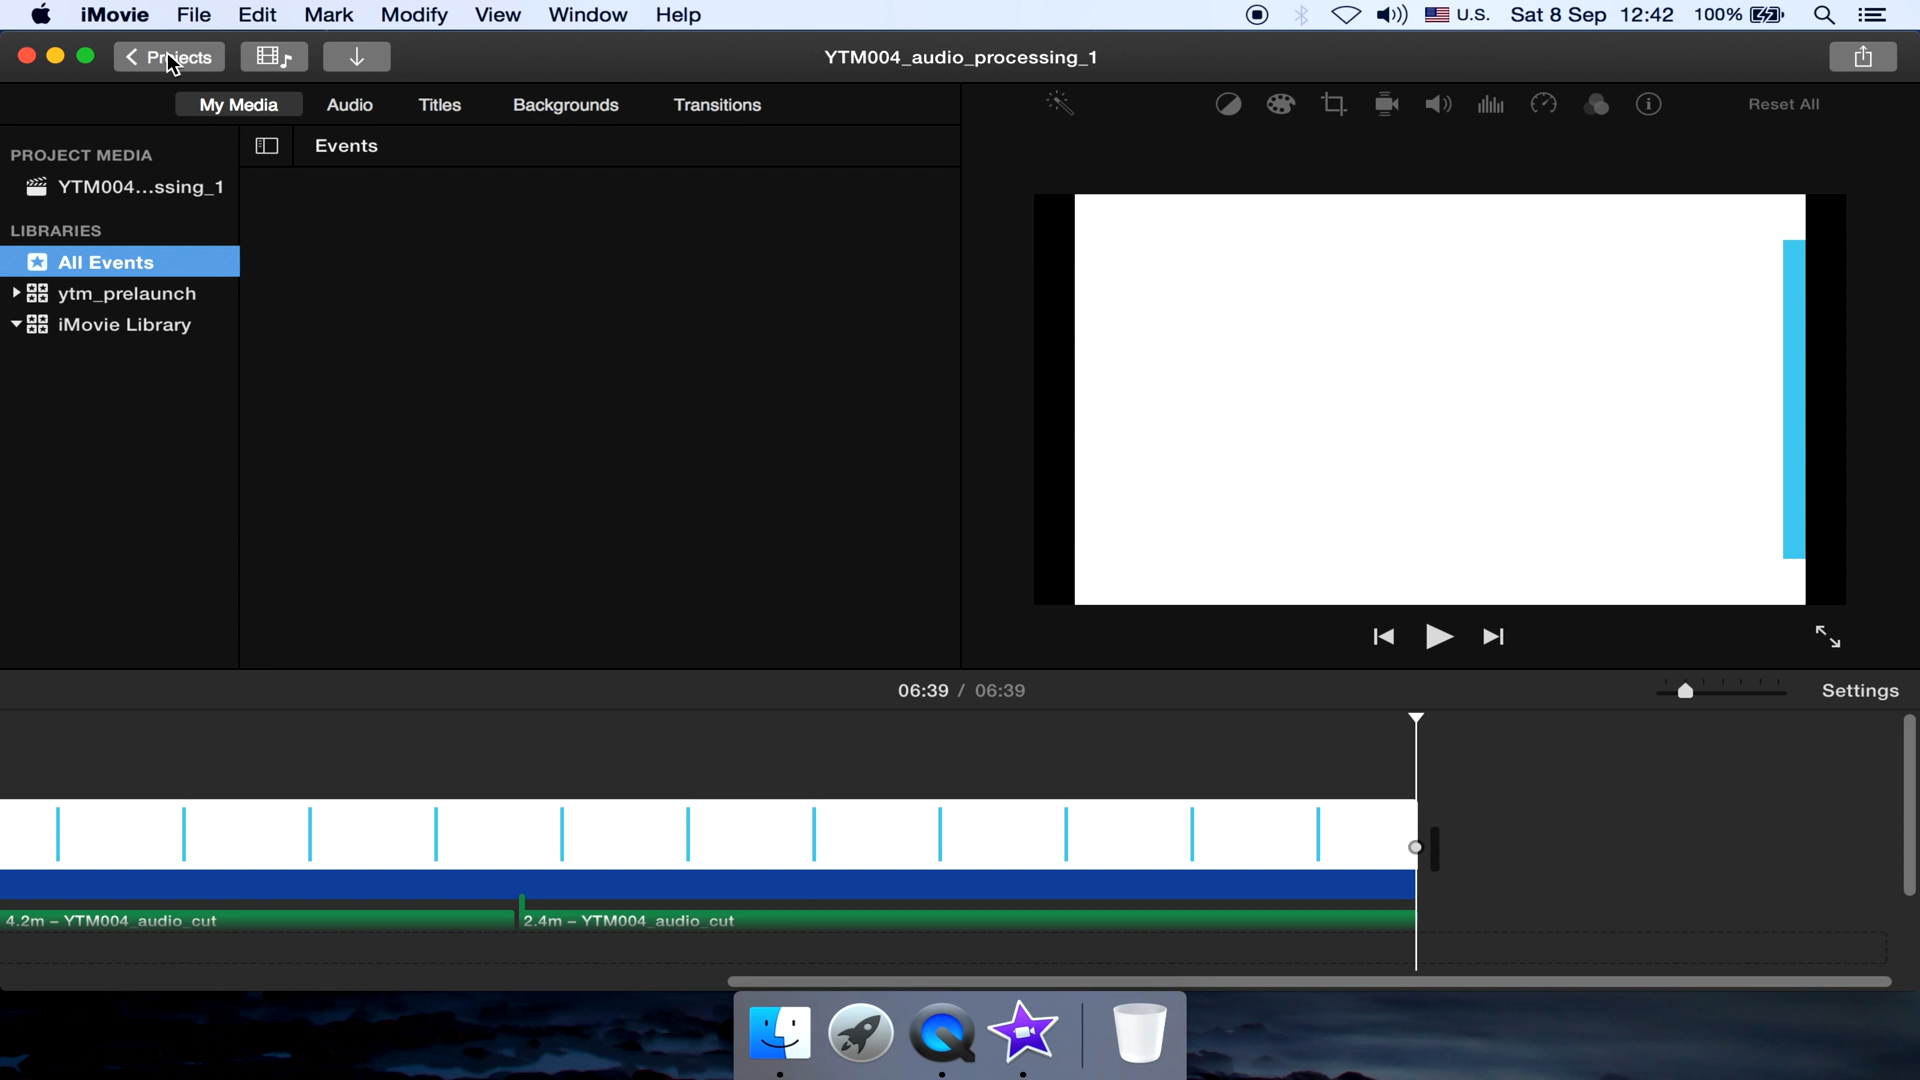 iMovie File Edit Mark Modify View Window Help U.S. Sat 8 Sep 12:42 100%
Projects YTM004_audio_processing_1
My Media Audio Titles Backgrounds Transitions Reset All
PROJECT MEDIA Events
YTM004...ssing_1
LIBRARIES
All Events
ytm_prelaunch
iMovie Library
06:39 / 06:39 Settings
4.2m – YTM004_audio_cut 2.4m – YTM004_audio_cut